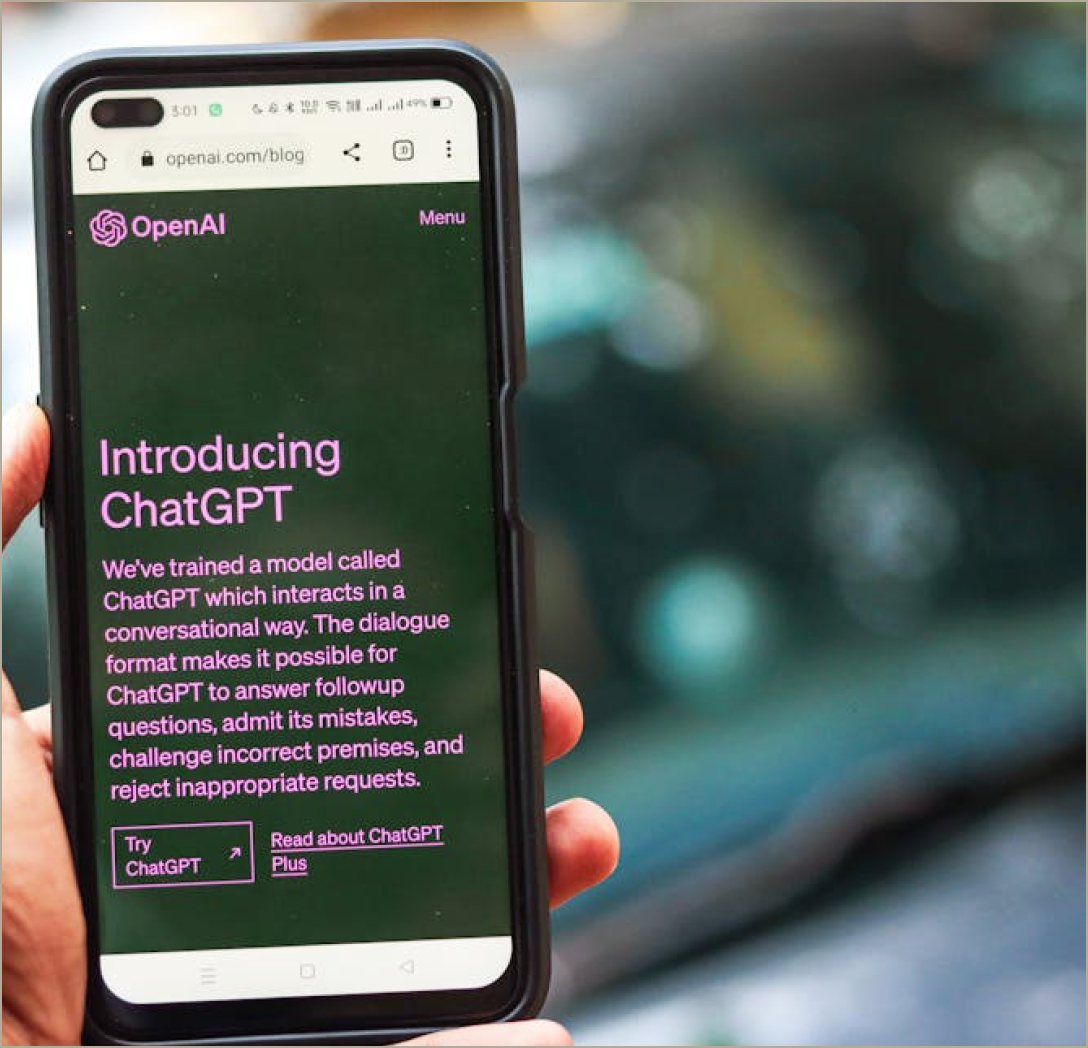 3:01
49%
openai.com/blog
:D
OpenAI
Menu
Introducing
ChatGPT
We've trained a model called
ChatGPT which interacts in a
conversational way. The dialogue
format makes it possible for
ChatGPT to answer followup
questions, admit its mistakes,
challenge incorrect premises, and
reject inappropriate requests.
Try
ChatGPT
Read about ChatGPT
Plus